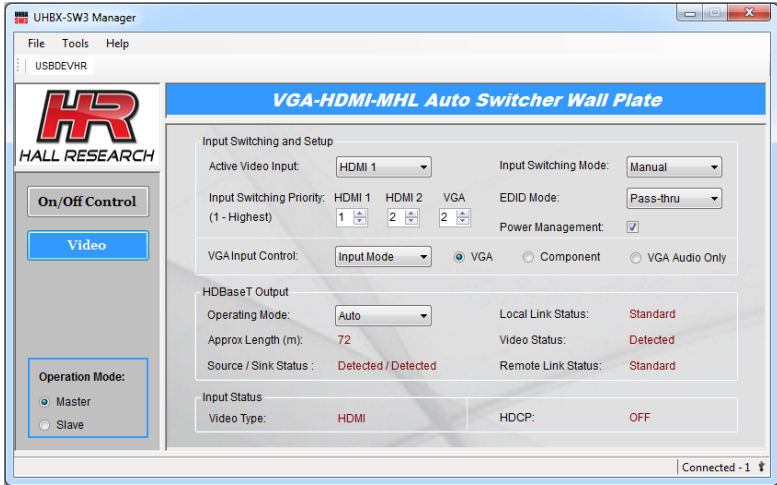 UHBX-SW3 Manager
File Tools Help
USBDEVHR
HR
HALL RESEARCH
VGA-HDMI-MHL Auto Switcher Wall Plate
On/Off Control
Video
Operation Mode:
Master
Slave
Input Switching and Setup
Active Video Input: HDMI 1 Input Switching Mode: Manual
Input Switching Priority: HDMI 1 HDMI 2 VGA EDID Mode: Pass-thru
(1 - Highest) 1 2 2 Power Management:
VGA Input Control: Input Mode VGA Component VGA Audio Only
HDBaseT Output
Operating Mode: Auto Local Link Status: Standard
Approx Length (m): 72 Video Status: Detected
Source / Sink Status : Detected / Detected Remote Link Status: Standard
Input Status
Video Type: HDMI HDCP: OFF
Connected - 1